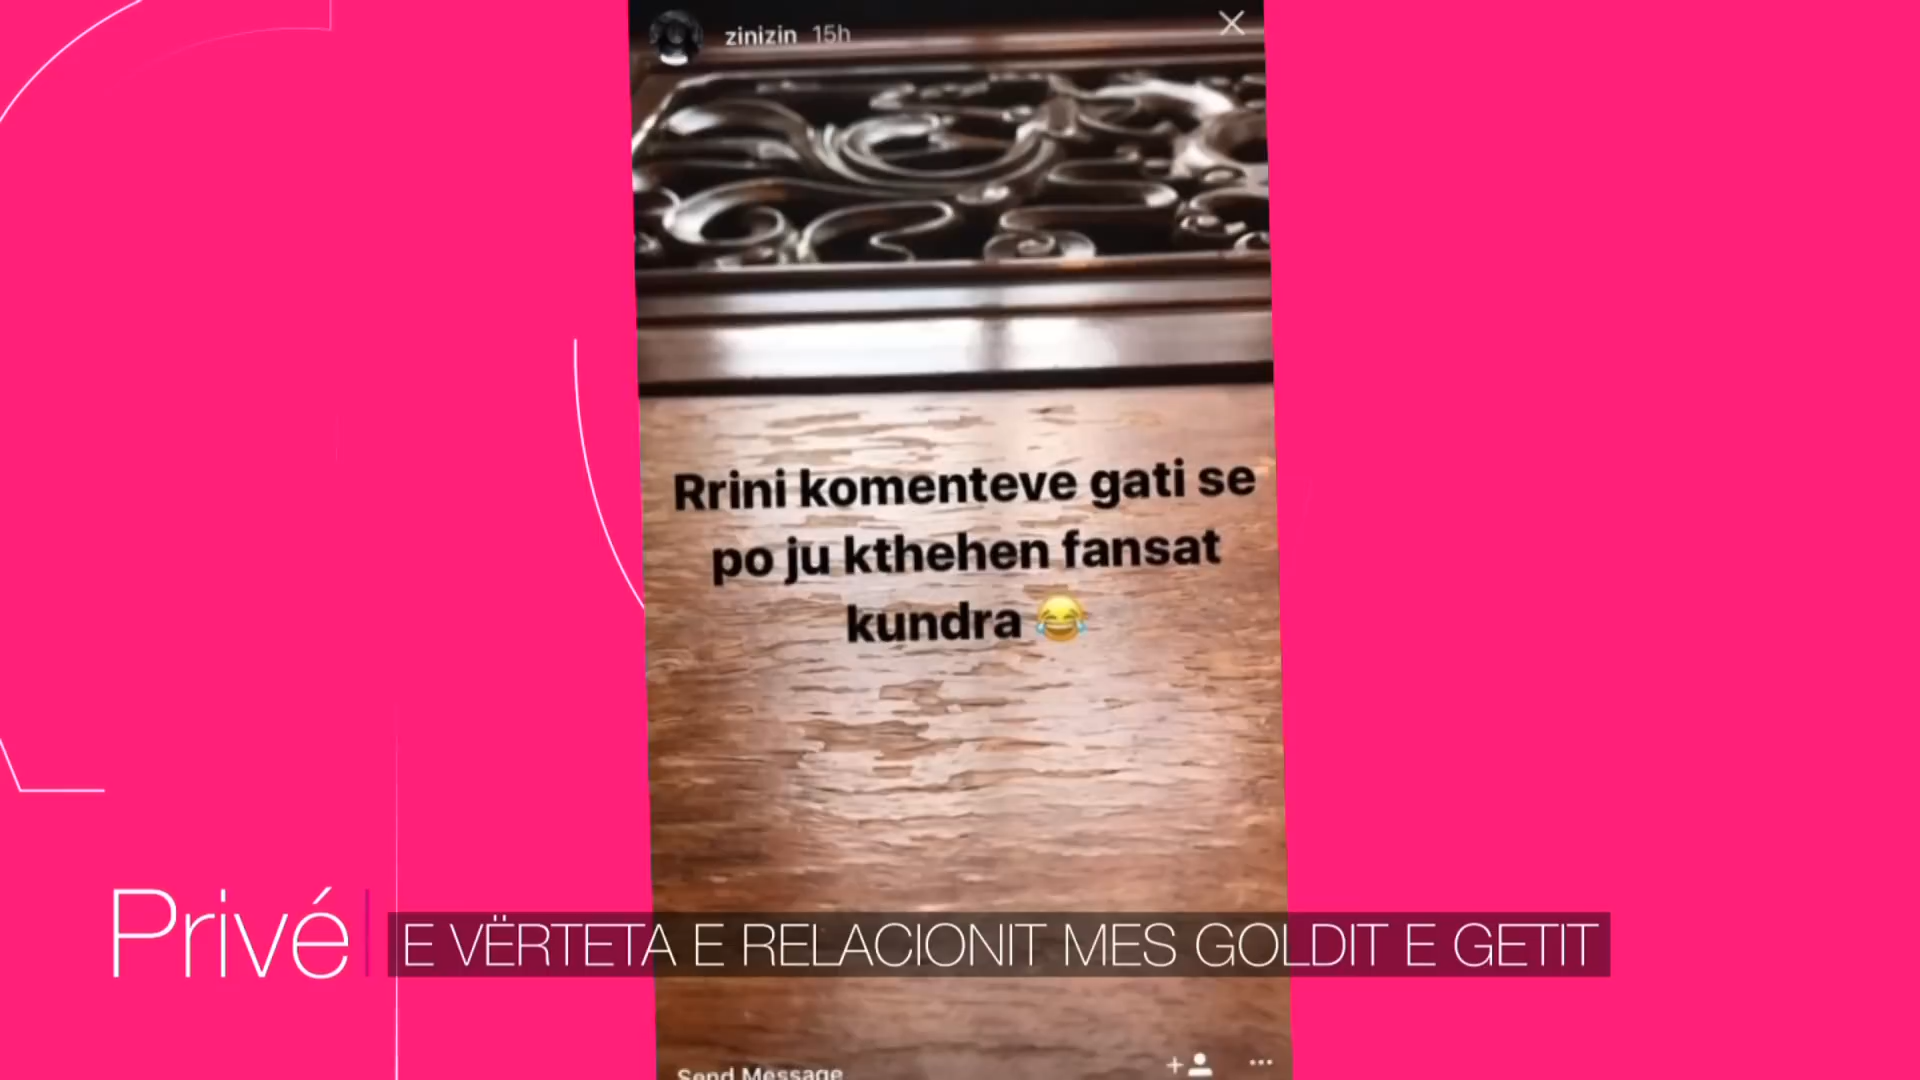 zinizin 15h
Rrini komenteve gati se
po ju kthehen fansat
kundra 😂
Privé
E VËRTETA E RELACIONIT MES GOLDIT E GETIT
Send Message